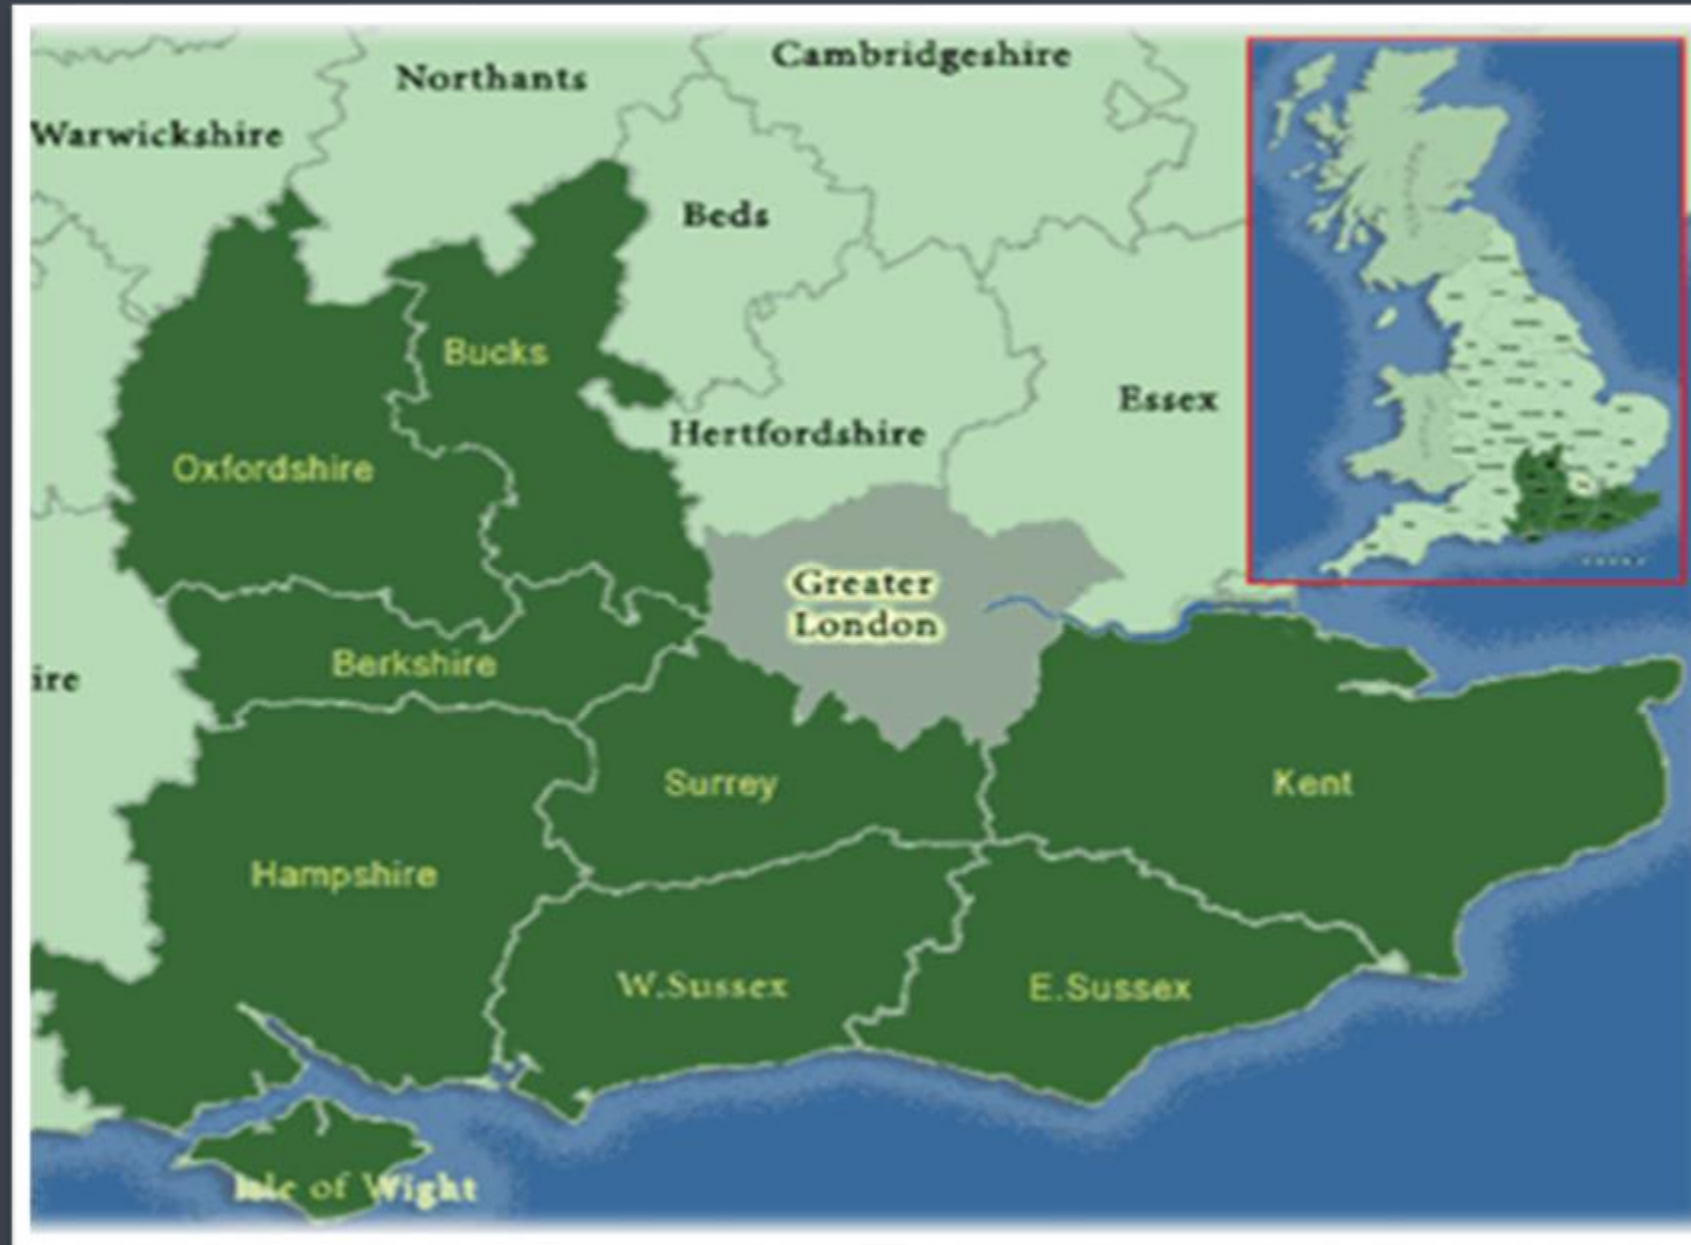 Cambridgeshire
Northants
Warwickshire
Beds
Bucks
Essex
Hertfordshire
Oxfordshire
Greater
London
Berkshire
ire
Surrey
Kent
Hampshire
W.Sussex
E.Sussex
Isle of Wight